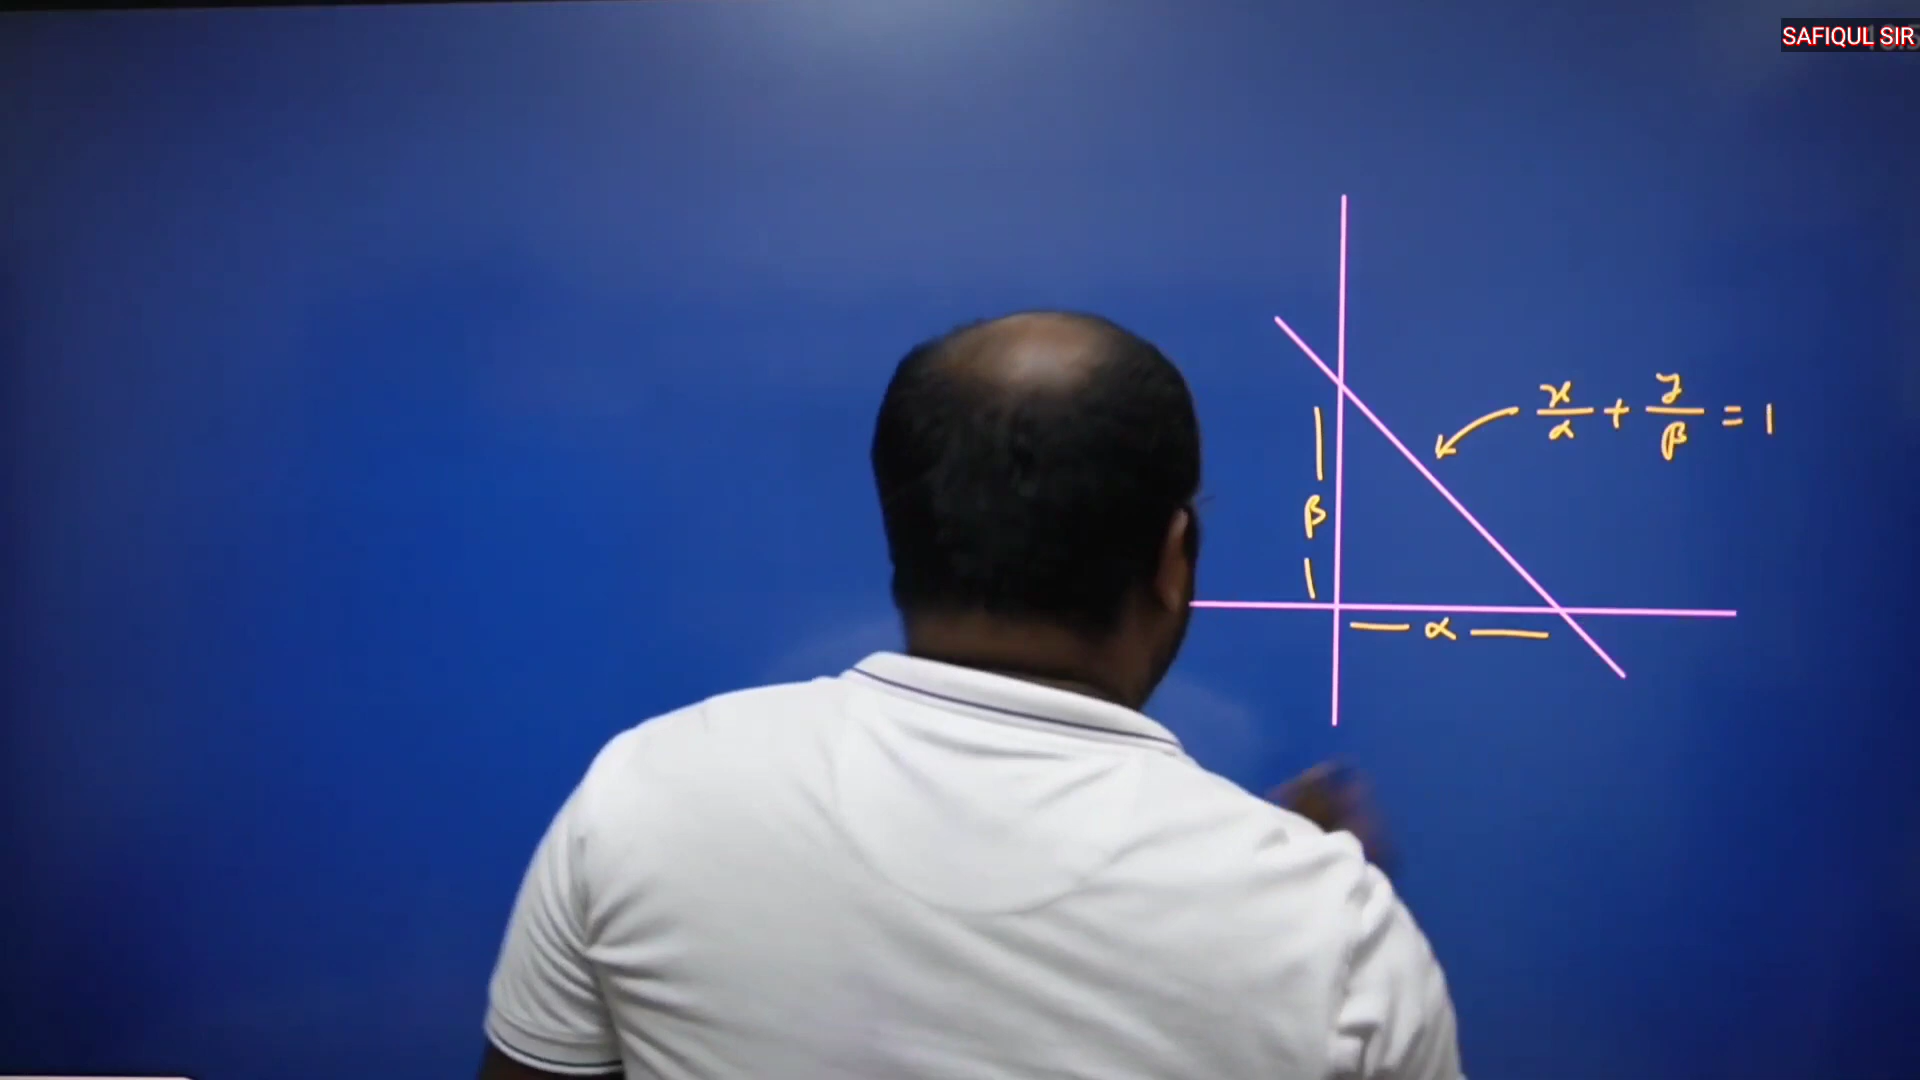 SAFIQUL SIR
x/α + y/β = 1
β
α